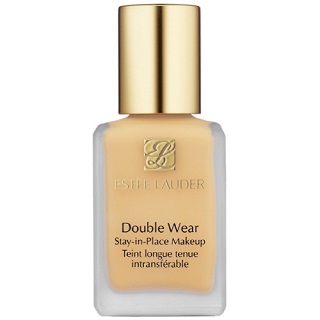 ESTĒE LAUDER
Double Wear
Stay-in-Place Makeup
Teint longue tenue
intransférable